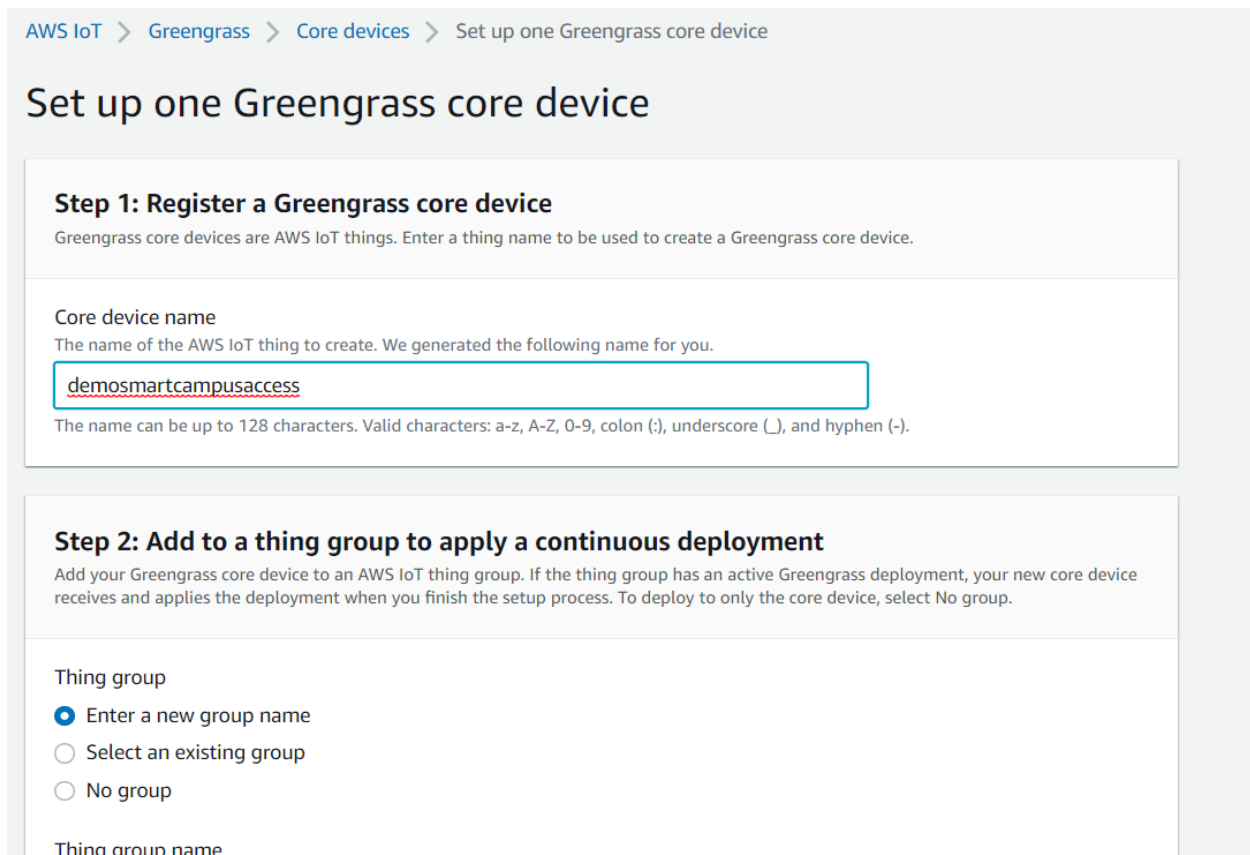 AWS IoT > Greengrass > Core devices > Set up one Greengrass core device
Set up one Greengrass core device
Step 1: Register a Greengrass core device
Greengrass core devices are AWS IoT things. Enter a thing name to be used to create a Greengrass core device.
Core device name
The name of the AWS IoT thing to create. We generated the following name for you.
demosmartcampusaccess
The name can be up to 128 characters. Valid characters: a-z, A-Z, 0-9, colon (:), underscore (_), and hyphen (-).
Step 2: Add to a thing group to apply a continuous deployment
Add your Greengrass core device to an AWS IoT thing group. If the thing group has an active Greengrass deployment, your new core device
receives and applies the deployment when you finish the setup process. To deploy to only the core device, select No group.
Thing group
Enter a new group name
Select an existing group
No group
Thing group name